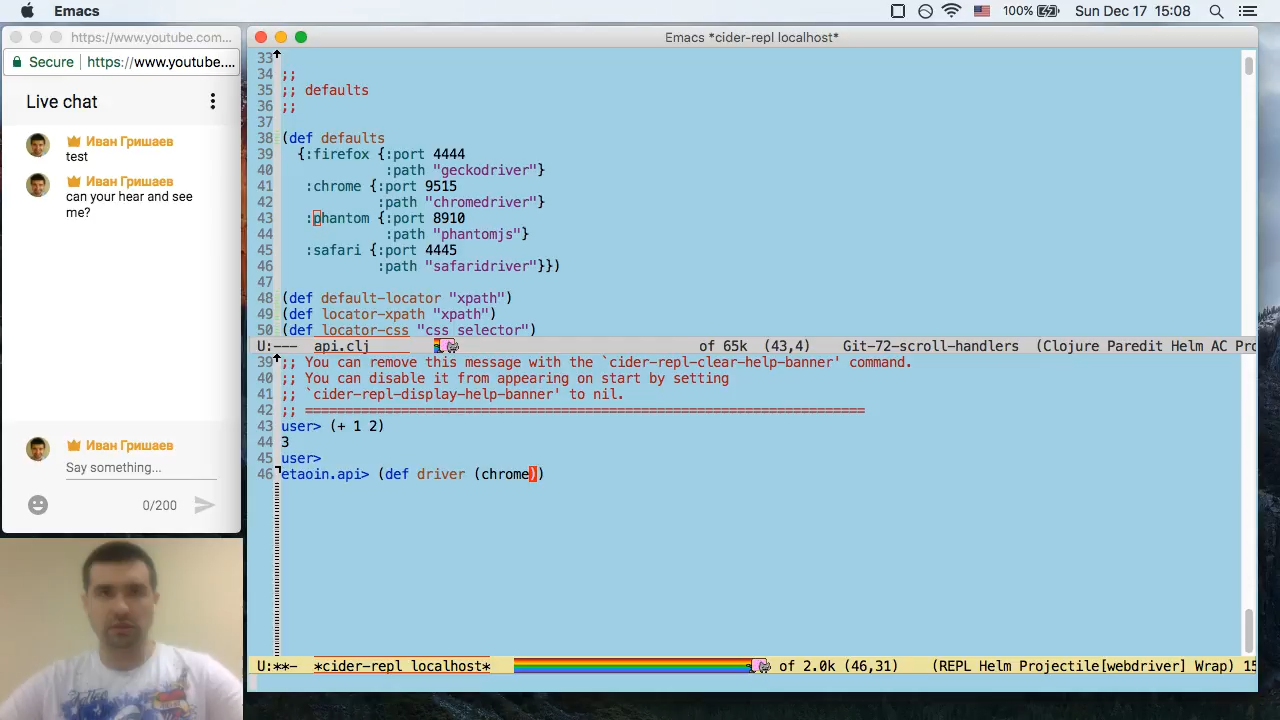 Emacs
100%
Sun Dec 17 15:08
https://www.youtube.com...
Secure https://www.youtube....
Live chat
Иван Гришаев
test
Иван Гришаев
can your hear and see
me?
Иван Гришаев
Say something...
0/200
Emacs *cider-repl localhost*
33
34 ;;
35 ;; defaults
36 ;;
37
38 (def defaults
39 {:firefox {:port 4444
40 :path "geckodriver"}
41 :chrome {:port 9515
42 :path "chromedriver"}
43 :phantom {:port 8910
44 :path "phantomjs"}
45 :safari {:port 4445
46 :path "safaridriver"}})
47
48 (def default-locator "xpath")
49 (def locator-xpath "xpath")
50 (def locator-css "css selector")
U:--- api.clj of 65k (43,4) Git-72-scroll-handlers (Clojure Paredit Helm AC Pro
39 ;; You can remove this message with the `cider-repl-clear-help-banner' command.
40 ;; You can disable it from appearing on start by setting
41 ;; `cider-repl-display-help-banner' to nil.
42 ;; ======================================================================
43 user> (+ 1 2)
44 3
45 user>
46 etaoin.api> (def driver (chrome))
U:**- *cider-repl localhost* of 2.0k (46,31) (REPL Helm Projectile[webdriver] Wrap) 15